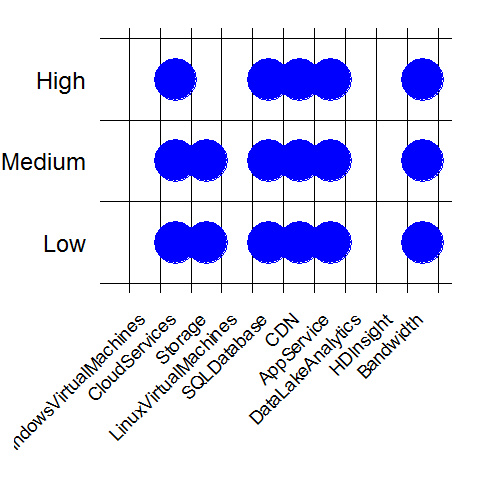 High
Medium
Low
ndowsVirtualMachines
CloudServices
Storage
LinuxVirtualMachines
SQLDatabase
CDN
AppService
DataLakeAnalytics
HDInsight
Bandwidth